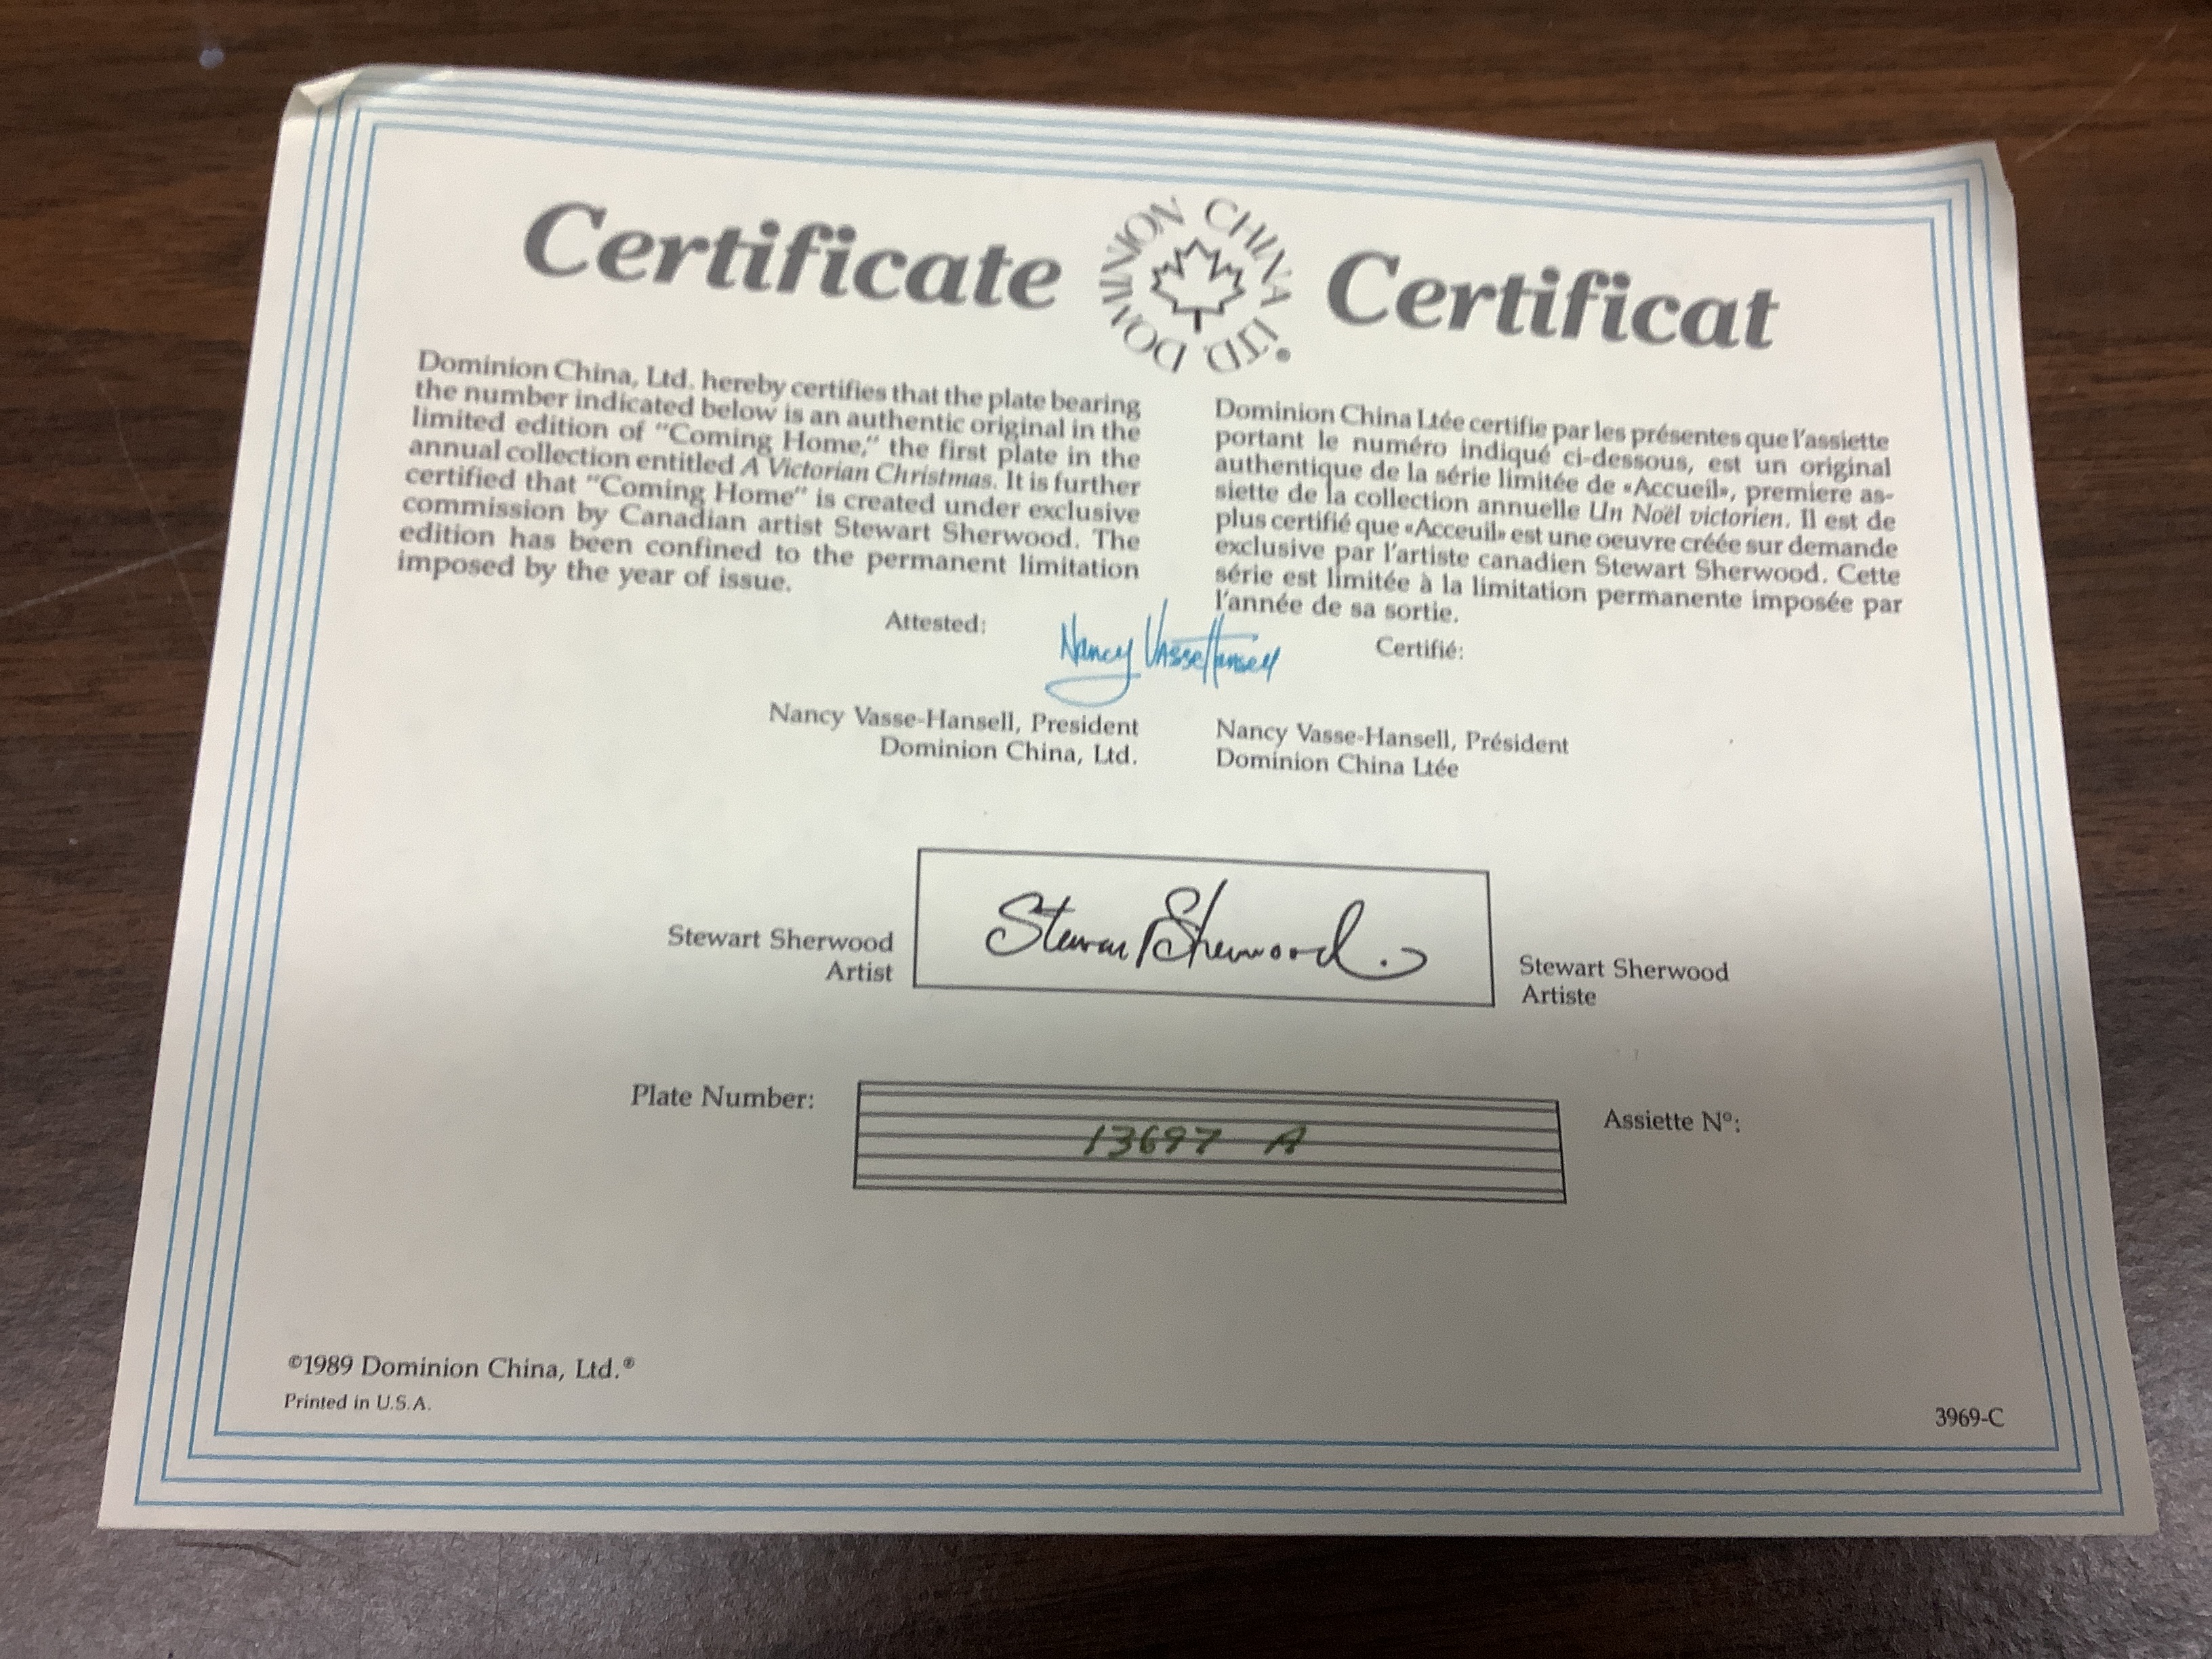 Certificate
DOMINION CHINA LTD.®
Certificat
Dominion China, Ltd. hereby certifies that the plate bearing
the number indicated below is an authentic original in the
limited edition of "Coming Home," the first plate in the
annual collection entitled A Victorian Christmas. It is further
certified that "Coming Home" is created under exclusive
commission by Canadian artist Stewart Sherwood. The
edition has been confined to the permanent limitation
imposed by the year of issue.
Dominion China Ltée certifie par les présentes que l'assiette
portant le numéro indiqué ci-dessous, est un original
authentique de la série limitée de «Accueil», premiere as-
siette de la collection annuelle Un Noël victorien. Il est de
plus certifié que «Acceuil» est une oeuvre créée sur demande
exclusive par l'artiste canadien Stewart Sherwood. Cette
série est limitée à la limitation permanente imposée par
l'année de sa sortie.
Attested:
Nancy Vasse Hansell
Certifié:
Nancy Vasse-Hansell, President
Dominion China, Ltd.
Nancy Vasse-Hansell, Président
Dominion China Ltée
Stewart Sherwood
Artist
Stewart Sherwood.
Stewart Sherwood
Artiste
Plate Number:
13697 A
Assiette Nº:
©1989 Dominion China, Ltd.®
Printed in U.S.A.
3969-C